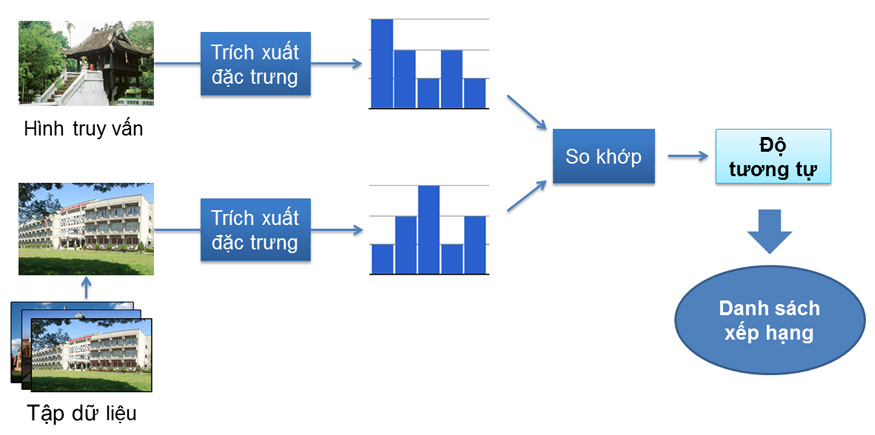 Trích xuất
đặc trưng
Hình truy vấn
So khớp
Độ
tương tự
Trích xuất
đặc trưng
Danh sách
xếp hạng
Tập dữ liệu